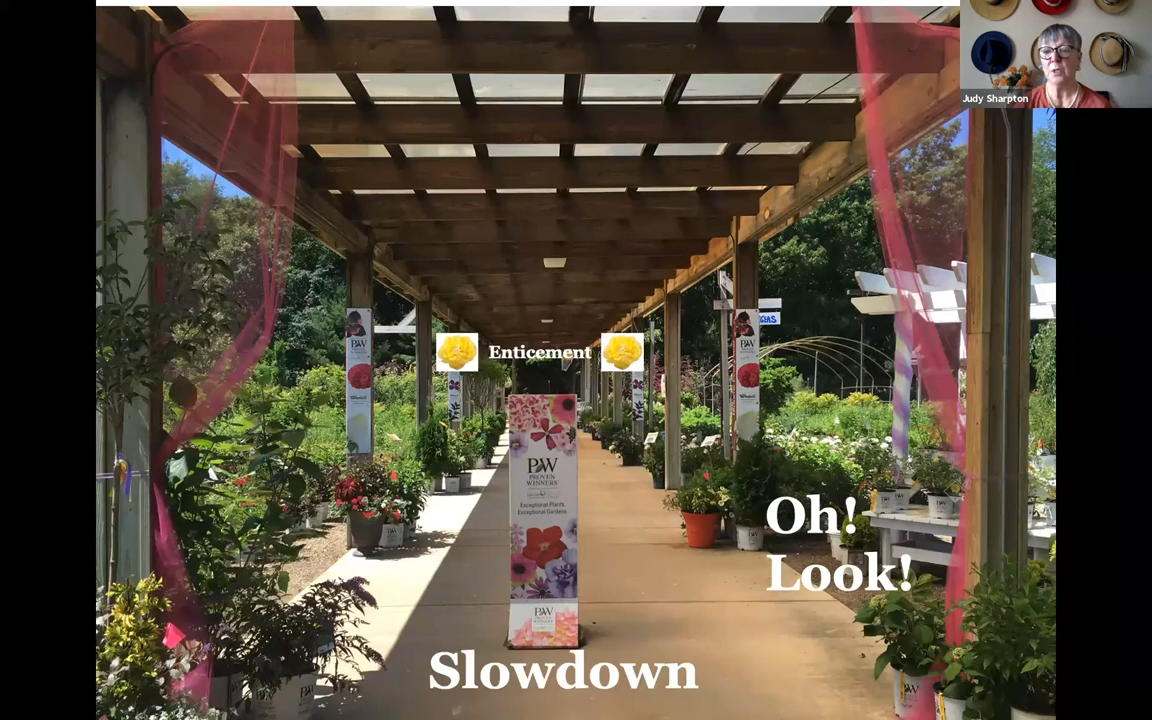 Judy Sharpton
Enticement
PW
PROVEN
WINNERS
Exceptional Plants.
Exceptional Gardens.
PW
Oh!
Look!
Slowdown